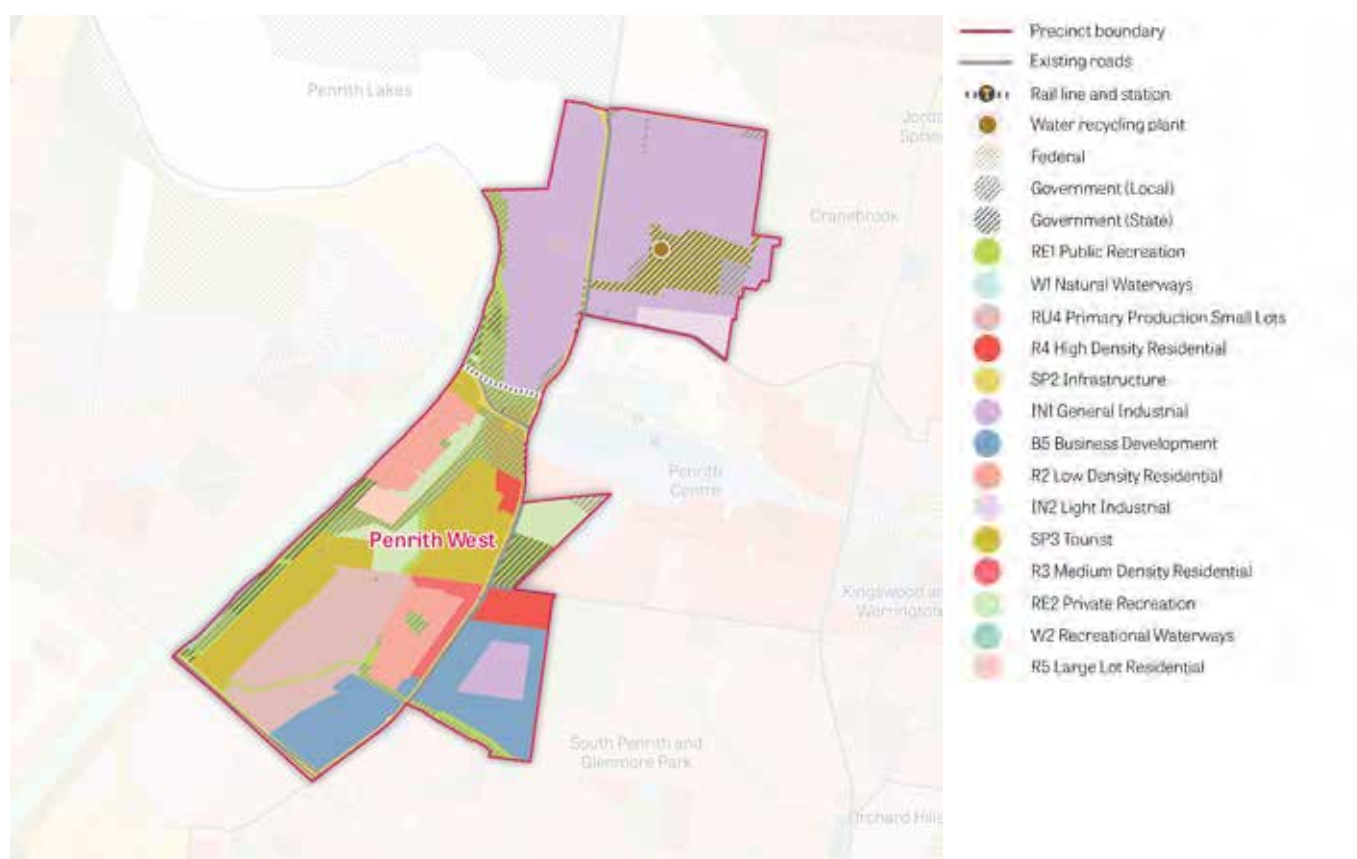 Penrith Lakes
Cranebrook
Penrith
Centre
Penrith West
South Penrith and
Glenmore Park
Orchard Hills
Precinct boundary
Existing roads
Rail line and station
Water recycling plant
Federal
Government (Local)
Government (State)
RE1 Public Recreation
W1 Natural Waterways
RU4 Primary Production Small Lots
R4 High Density Residential
SP2 Infrastructure
IN1 General Industrial
B5 Business Development
R2 Low Density Residential
IN2 Light Industrial
SP3 Tourist
R3 Medium Density Residential
RE2 Private Recreation
W2 Recreational Waterways
R5 Large Lot Residential